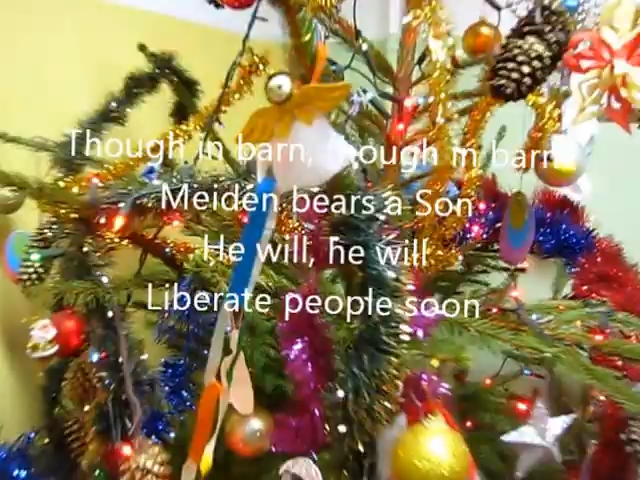 Though in barn, though in barn
Meiden bears a Son
He will, he will
Liberate people soon